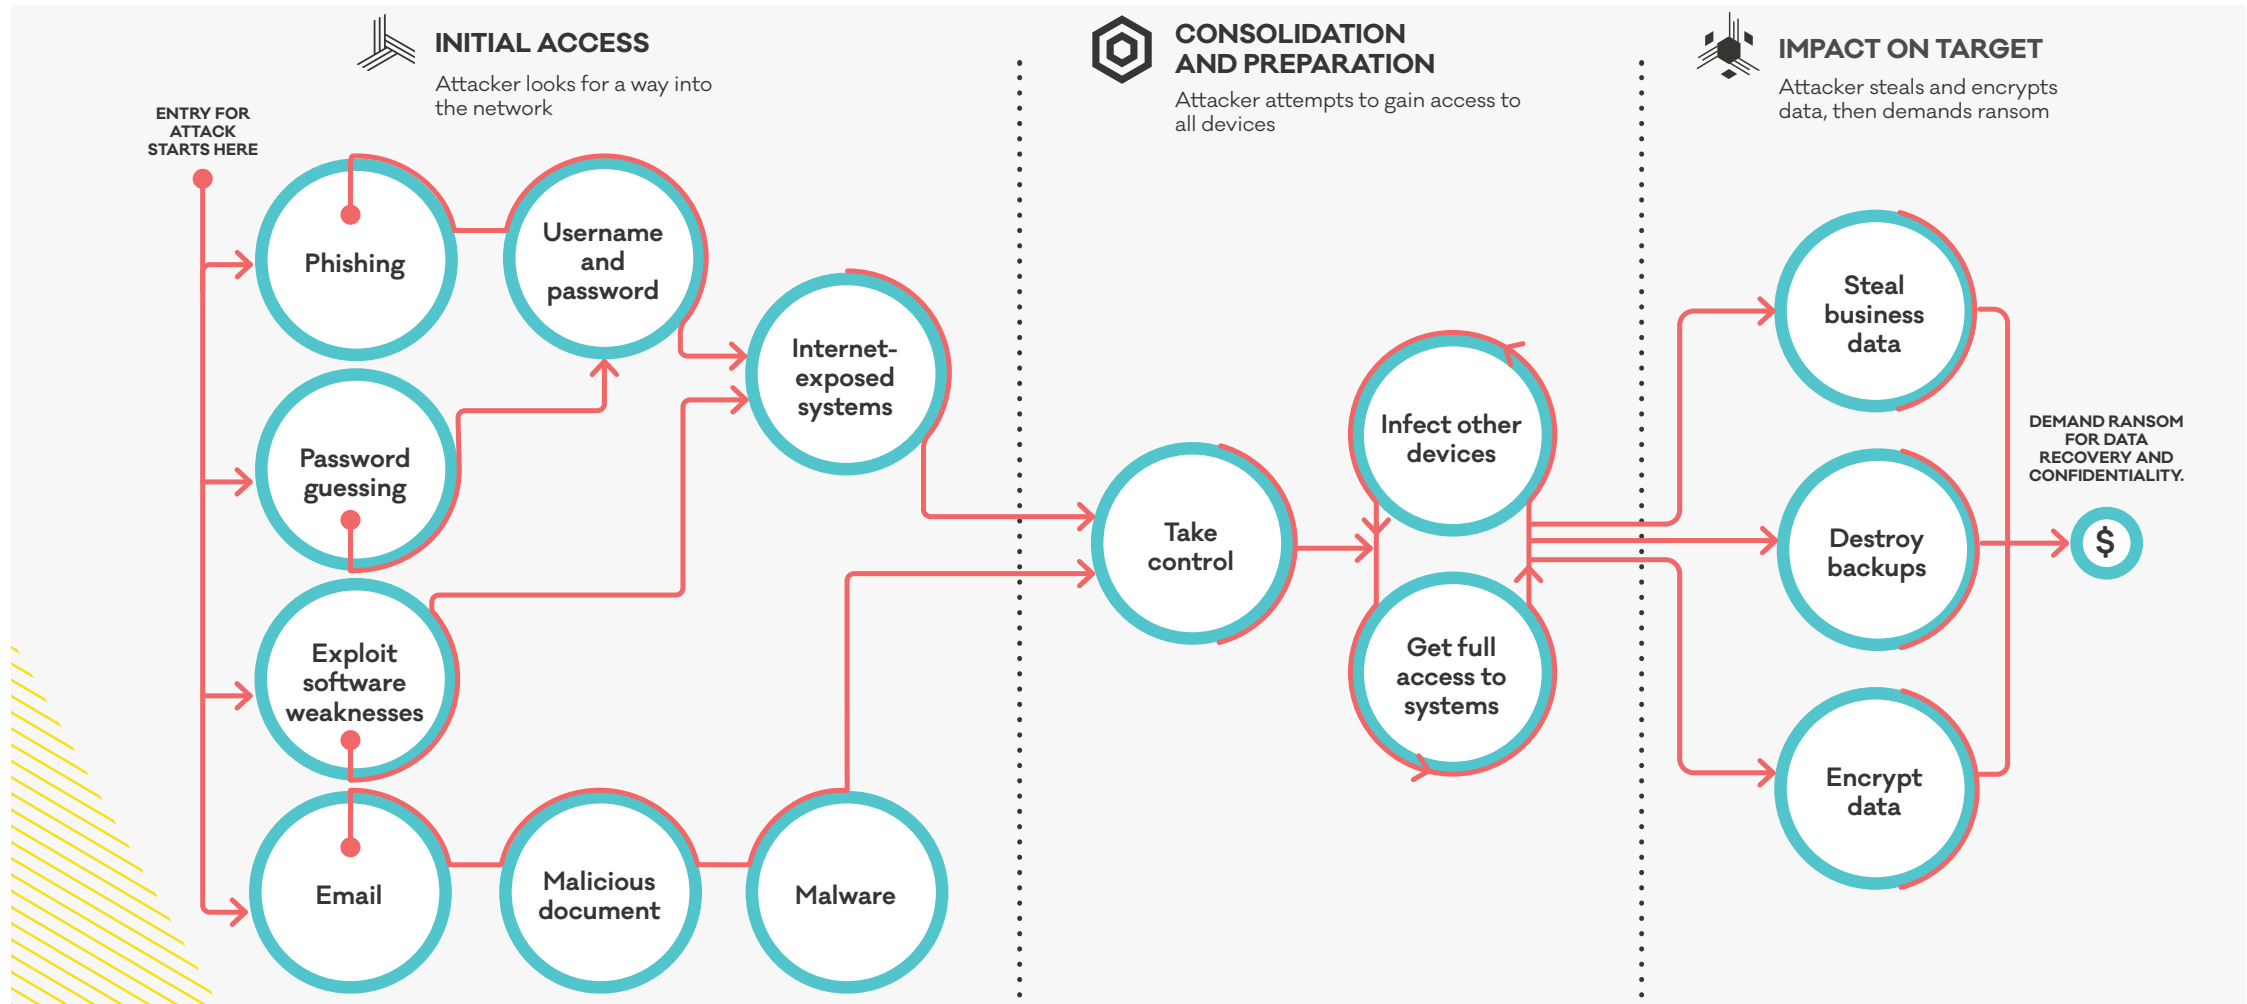 INITIAL ACCESS
Attacker looks for a way into
the network
ENTRY FOR
ATTACK
STARTS HERE
Phishing
Username
and
password
Password
guessing
Internet-
exposed
systems
Exploit
software
weaknesses
Email
Malicious
document
Malware
CONSOLIDATION
AND PREPARATION
Attacker attempts to gain access to
all devices
Take
control
Infect other
devices
Get full
access to
systems
IMPACT ON TARGET
Attacker steals and encrypts
data, then demands ransom
Steal
business
data
Destroy
backups
Encrypt
data
DEMAND RANSOM
FOR DATA
RECOVERY AND
CONFIDENTIALITY.
$